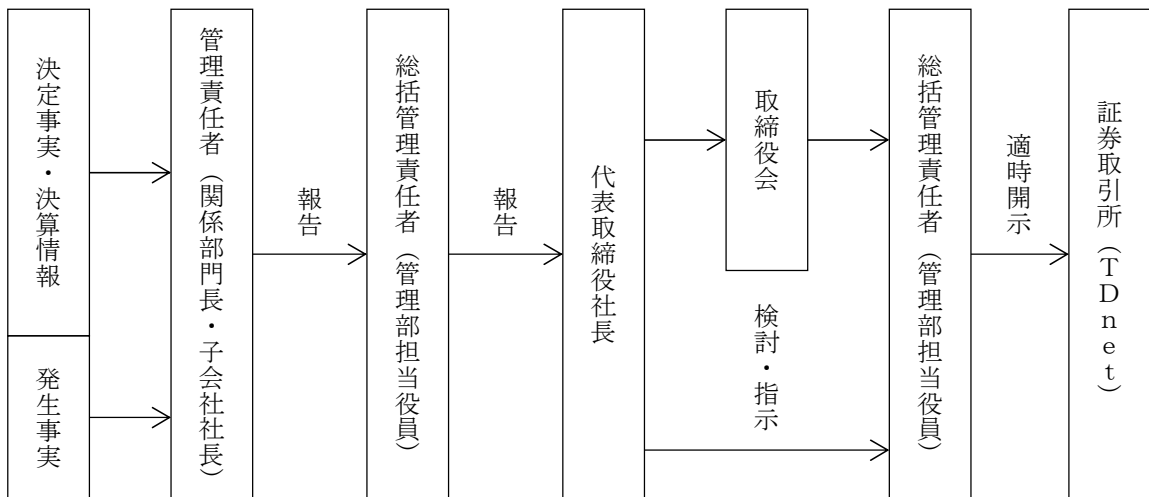 決定事実・決算情報
発生事実
管理責任者（関係部門長・子会社社長）
報告
総括管理責任者（管理部担当役員）
報告
代表取締役社長
取締役会
検討・指示
総括管理責任者（管理部担当役員）
適時開示
証券取引所（TDnet）